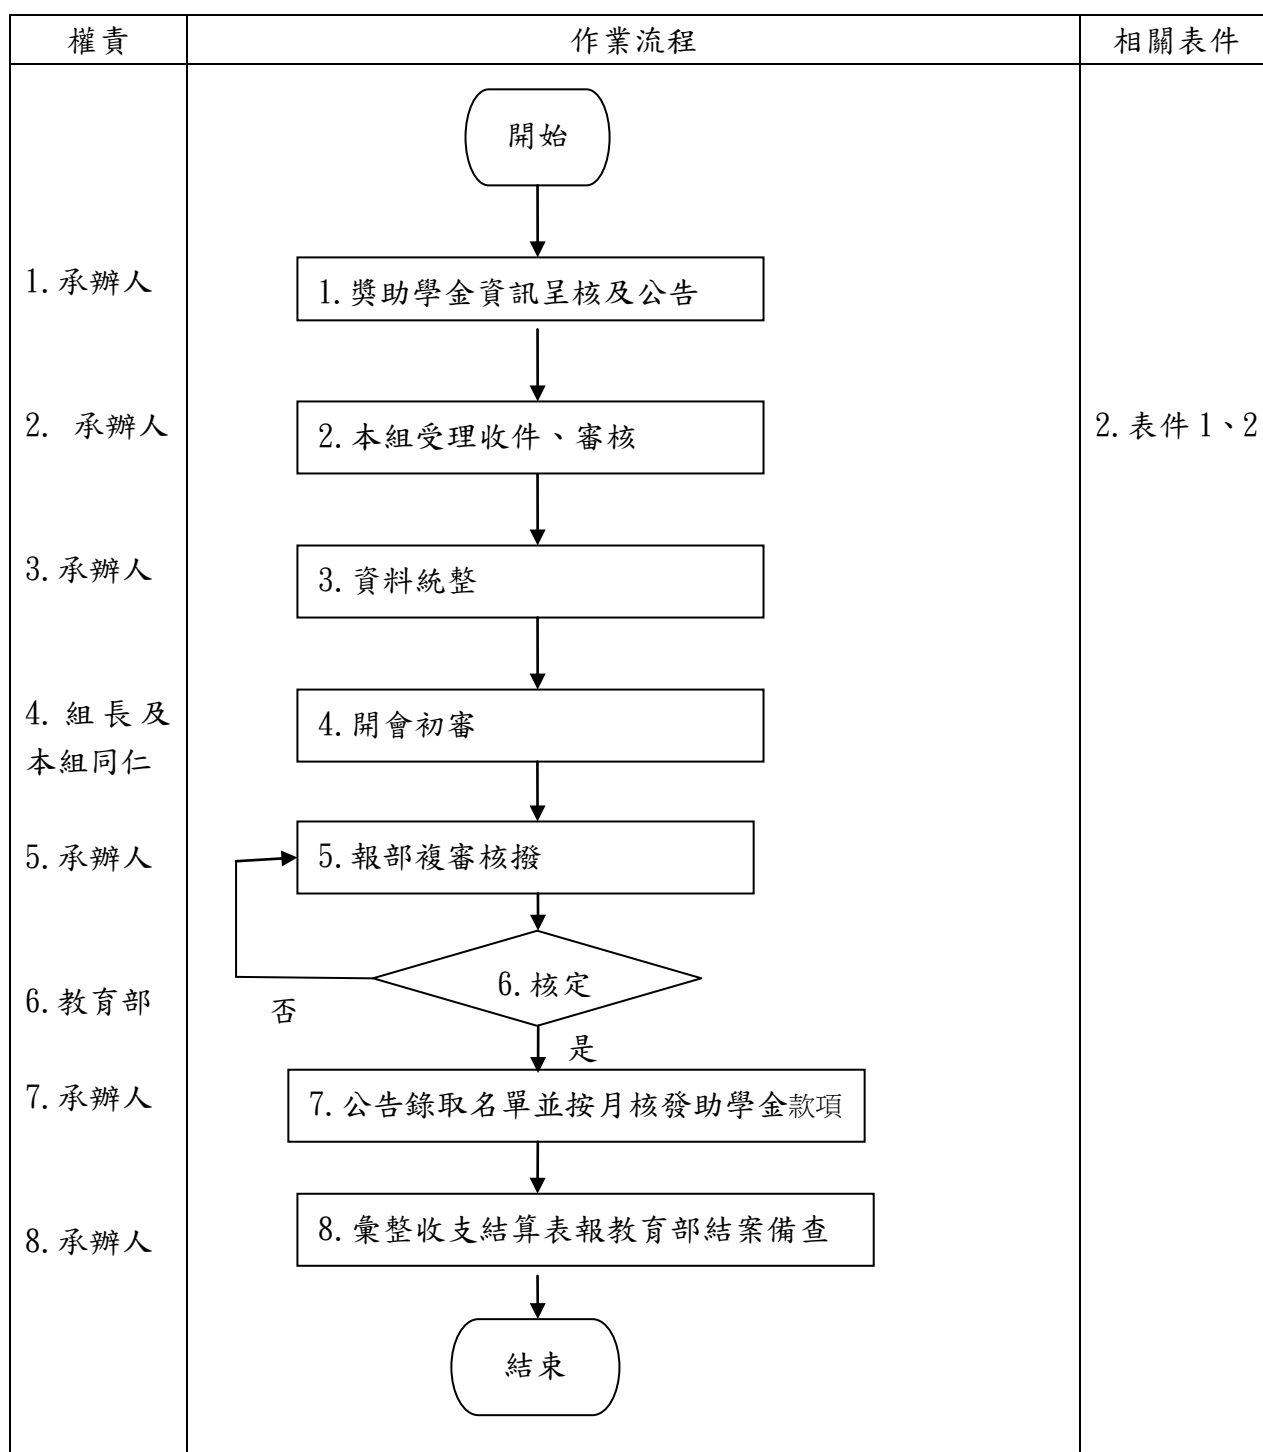 權責 作業流程 相關表件
開始
1.承辦人 1.獎助學金資訊呈核及公告
2. 承辦人 2.本組受理收件、審核 2.表件1、2
3.承辦人 3.資料統整
4.組長及 4.開會初審
本組同仁
5.承辦人 5.報部複審核撥
6.教育部 6.核定
否
是
7.承辦人 7.公告錄取名單並按月核發助學金款項
8.承辦人 8.彙整收支結算表報教育部結案備查
結束